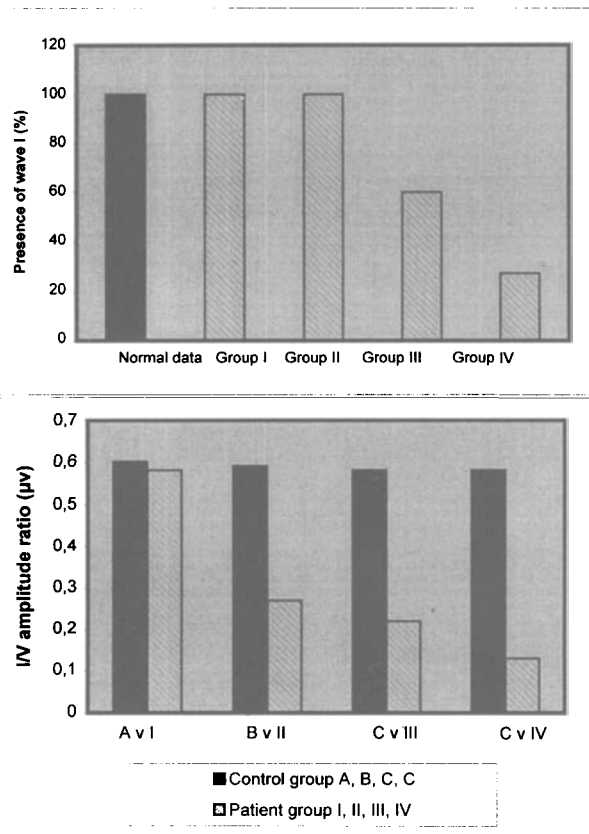 120
100
80
60
40
20
0
Presence of wave I (%)
Normal data Group I Group II Group III Group IV
0,7
0,6
0,5
0,4
0,3
0,2
0,1
0
I/V amplitude ratio (µv)
A v I B v II C v III C v IV
Control group A, B, C, C
Patient group I, II, III, IV